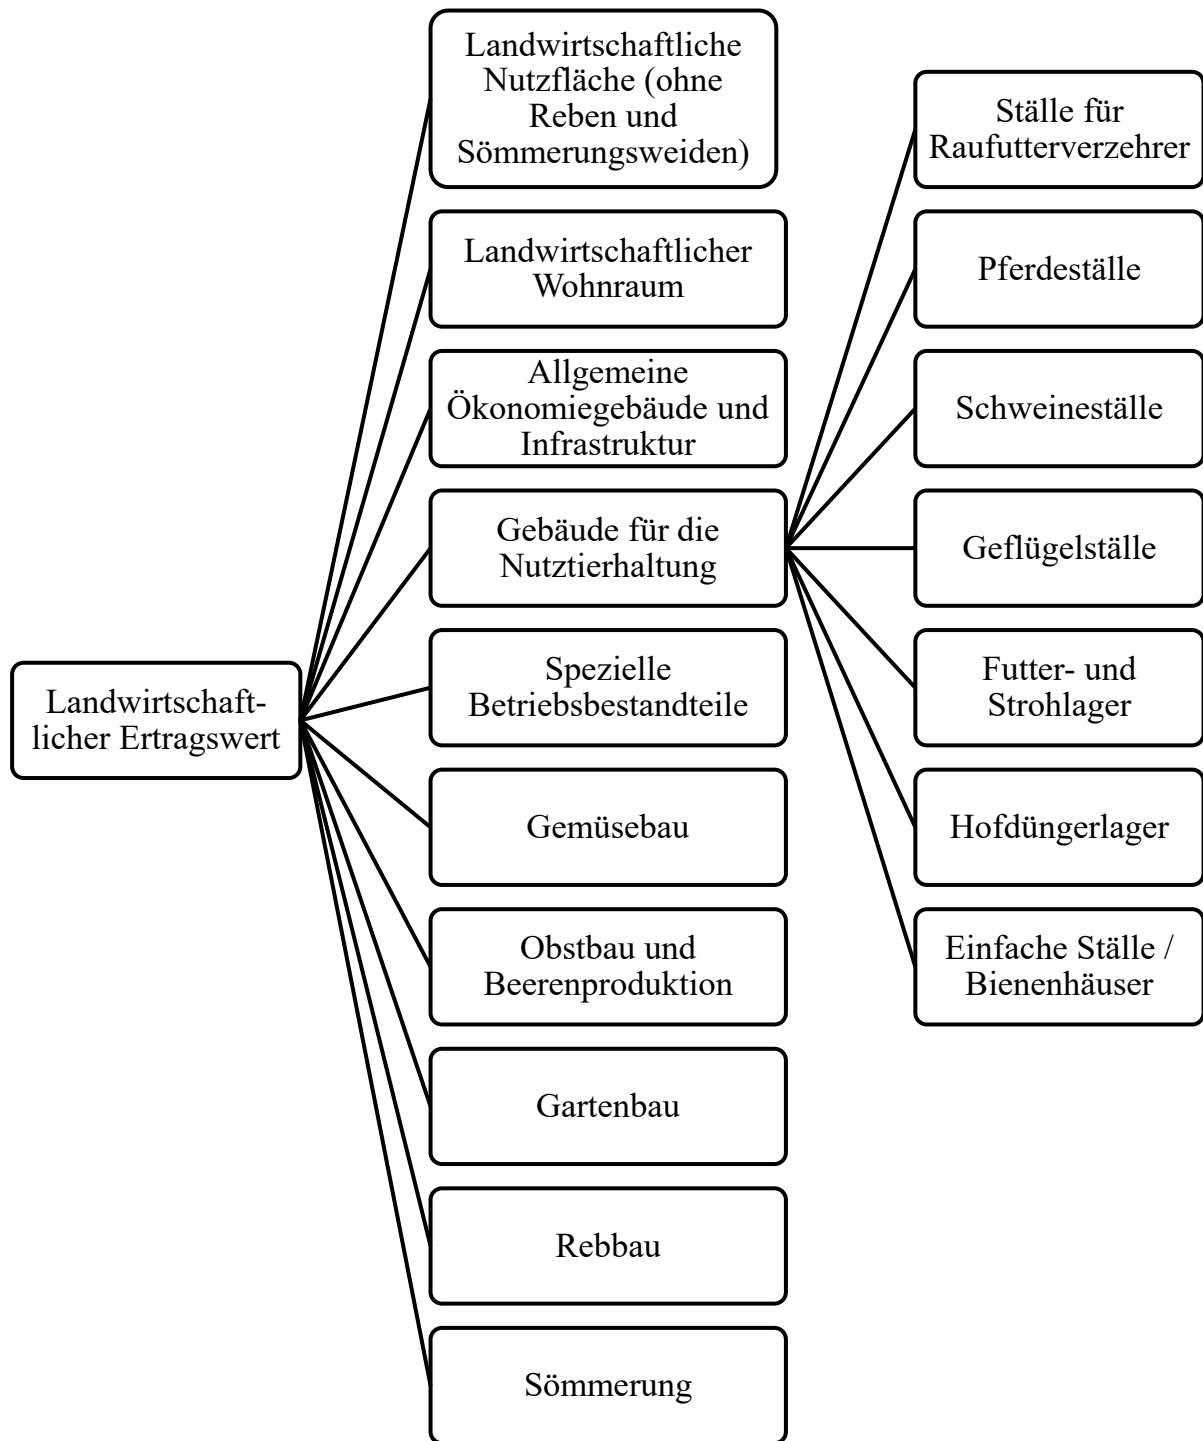 Landwirtschaft-
licher Ertragswert
Landwirtschaftliche
Nutzfläche (ohne
Reben und
Sömmerungsweiden)
Landwirtschaftlicher
Wohnraum
Allgemeine
Ökonomiegebäude und
Infrastruktur
Gebäude für die
Nutztierhaltung
Spezielle
Betriebsbestandteile
Gemüsebau
Obstbau und
Beerenproduktion
Gartenbau
Rebbau
Sömmerung
Ställe für
Raufutterverzehrer
Pferdeställe
Schweineställe
Geflügelställe
Futter- und
Strohlager
Hofdüngerlager
Einfache Ställe /
Bienenhäuser